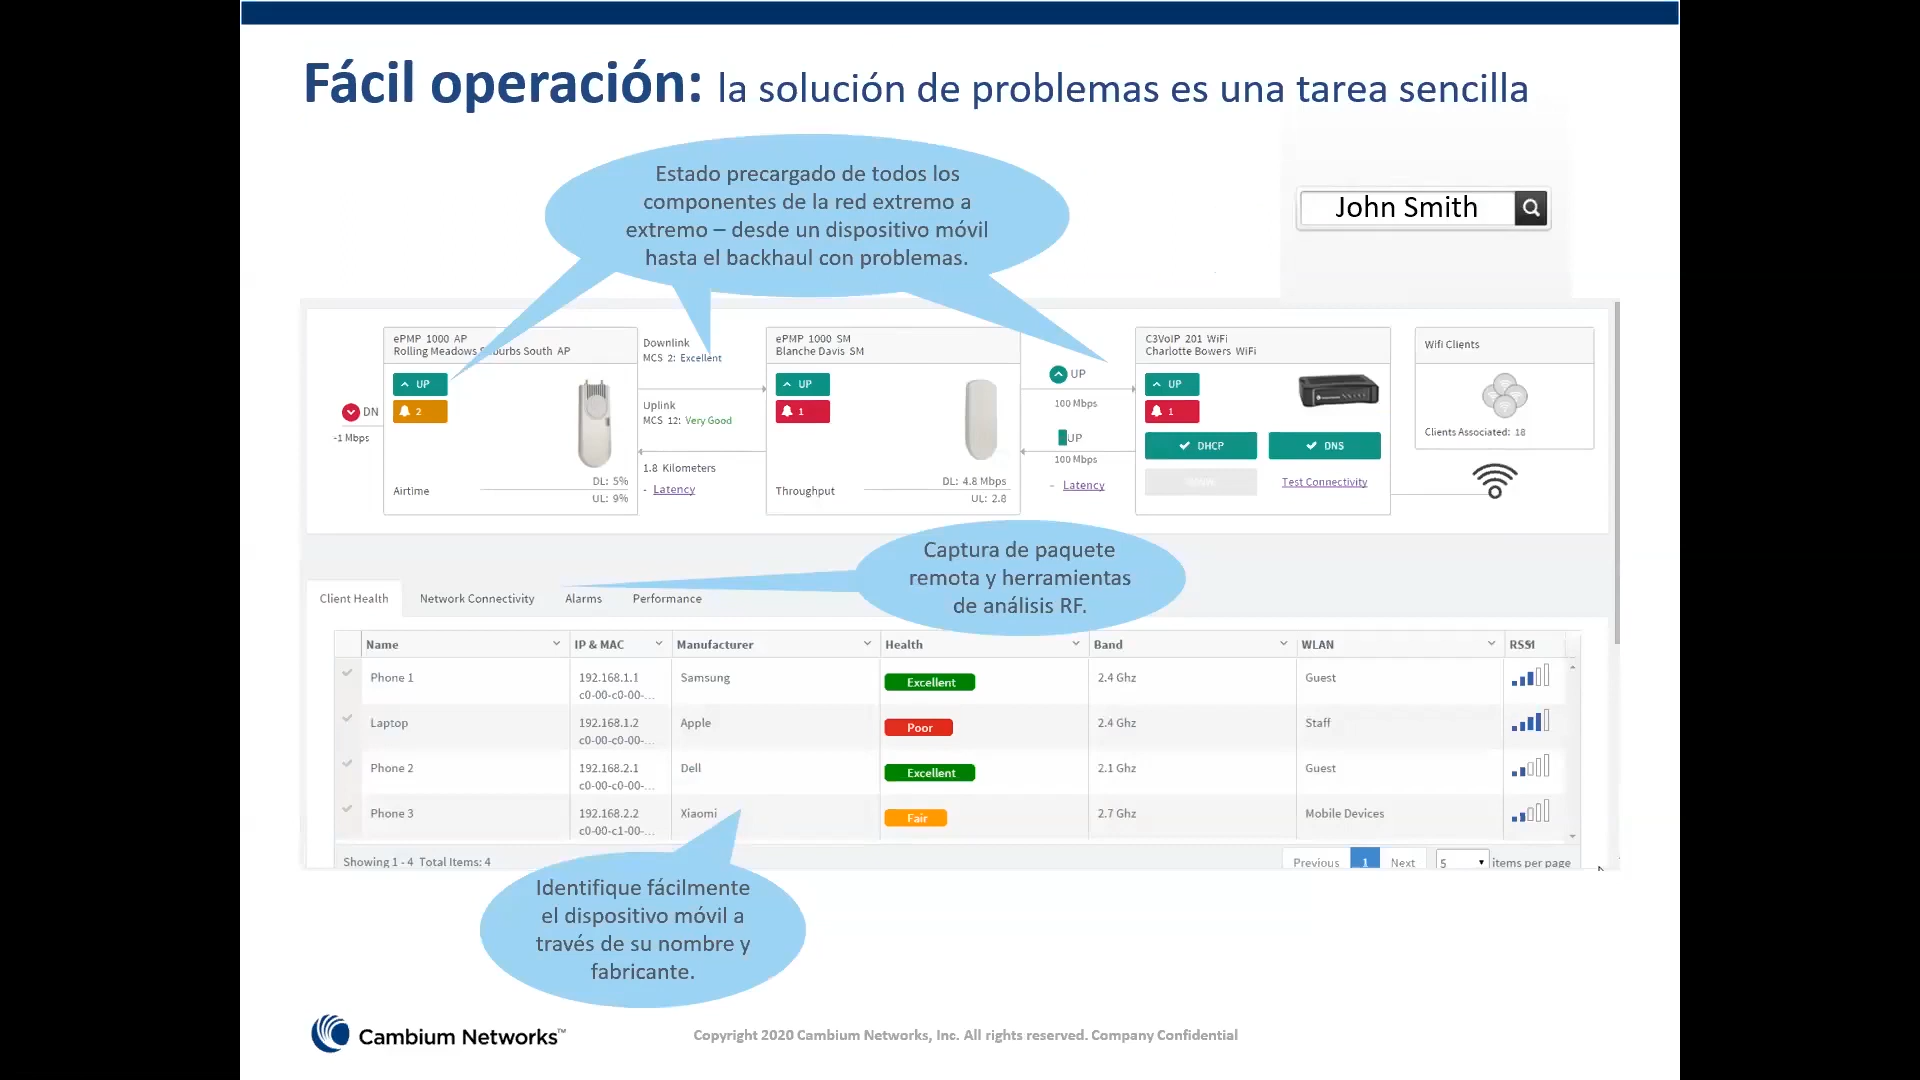 Fácil operación: la solución de problemas es una tarea sencilla
Estado precargado de todos los
componentes de la red extremo a
extremo – desde un dispositivo móvil
hasta el backhaul con problemas.
John Smith
ePMP 1000 AP
Rolling Meadows Suburbs South AP
UP
2
DN
-1 Mbps
Airtime
DL: 5%
UL: 9%
Downlink
MCS 2: Excellent
Uplink
MCS 12: Very Good
1.8 Kilometers
- Latency
ePMP 1000 SM
Blanche Davis SM
UP
1
Throughput
DL: 4.8 Mbps
UL: 2.8
UP
100 Mbps
UP
100 Mbps
- Latency
C3VoIP 201 WiFi
Charlotte Bowers WiFi
UP
1
DHCP
DNS
Test Connectivity
Wifi Clients
Clients Associated: 18
Captura de paquete
remota y herramientas
de análisis RF.
Client Health Network Connectivity Alarms Performance
Name IP & MAC Manufacturer Health Band WLAN RSSI
Phone 1 192.168.1.1 Samsung Excellent 2.4 Ghz Guest
c0-00-c0-00-...
Laptop 192.168.1.2 Apple Poor 2.4 Ghz Staff
c0-00-c0-00-...
Phone 2 192.168.2.1 Dell Excellent 2.1 Ghz Guest
c0-00-c0-00-...
Phone 3 192.168.2.2 Xiaomi Fair 2.7 Ghz Mobile Devices
c0-00-c1-00-...
Showing 1 - 4 Total Items: 4
Previous 1 Next 5 items per page
Identifique fácilmente
el dispositivo móvil a
través de su nombre y
fabricante.
Cambium Networks™
Copyright 2020 Cambium Networks, Inc. All rights reserved. Company Confidential